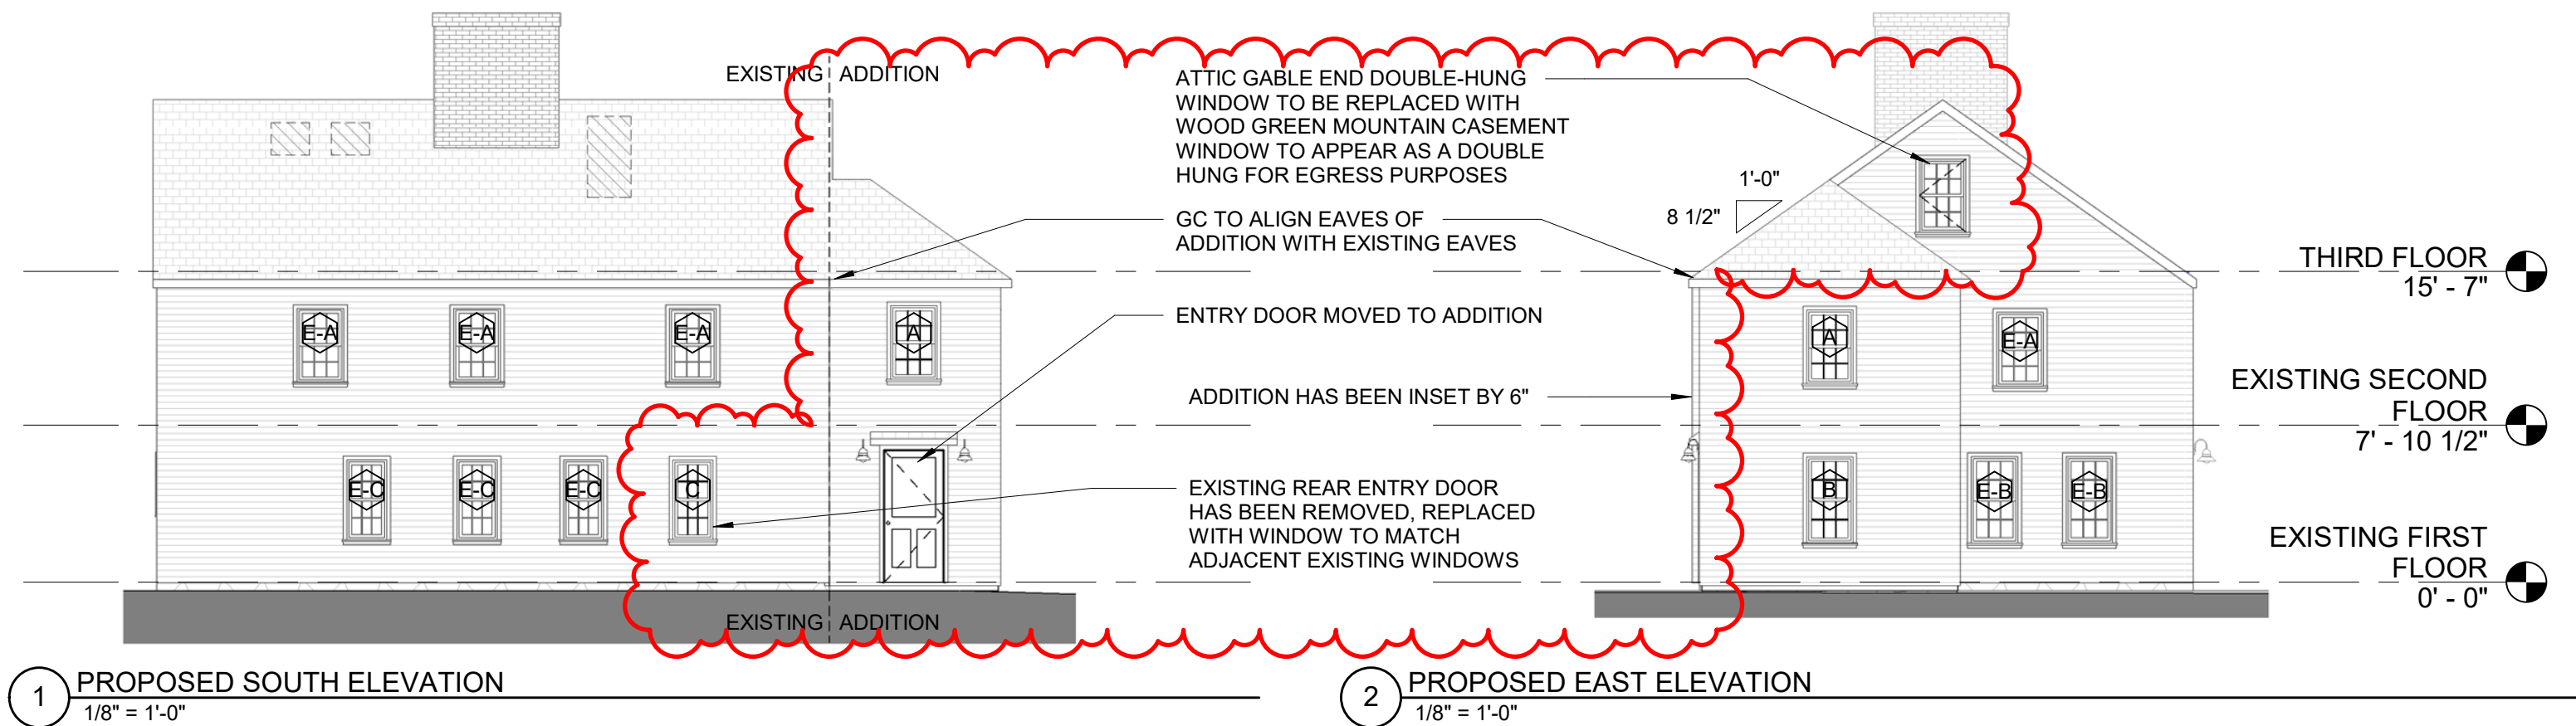 EXISTING ADDITION
ATTIC GABLE END DOUBLE-HUNG
WINDOW TO BE REPLACED WITH
WOOD GREEN MOUNTAIN CASEMENT
WINDOW TO APPEAR AS A DOUBLE
HUNG FOR EGRESS PURPOSES
1'-0"
8 1/2"
GC TO ALIGN EAVES OF
ADDITION WITH EXISTING EAVES
THIRD FLOOR
15' - 7"
ENTRY DOOR MOVED TO ADDITION
E-A
E-A
E-A
A
A
E-A
ADDITION HAS BEEN INSET BY 6"
EXISTING SECOND
FLOOR
7' - 10 1/2"
E-C
E-C
E-C
C
B
E-B
E-B
EXISTING REAR ENTRY DOOR
HAS BEEN REMOVED, REPLACED
WITH WINDOW TO MATCH
ADJACENT EXISTING WINDOWS
EXISTING FIRST
FLOOR
0' - 0"
EXISTING ADDITION
1 PROPOSED SOUTH ELEVATION
1/8" = 1'-0"
2 PROPOSED EAST ELEVATION
1/8" = 1'-0"